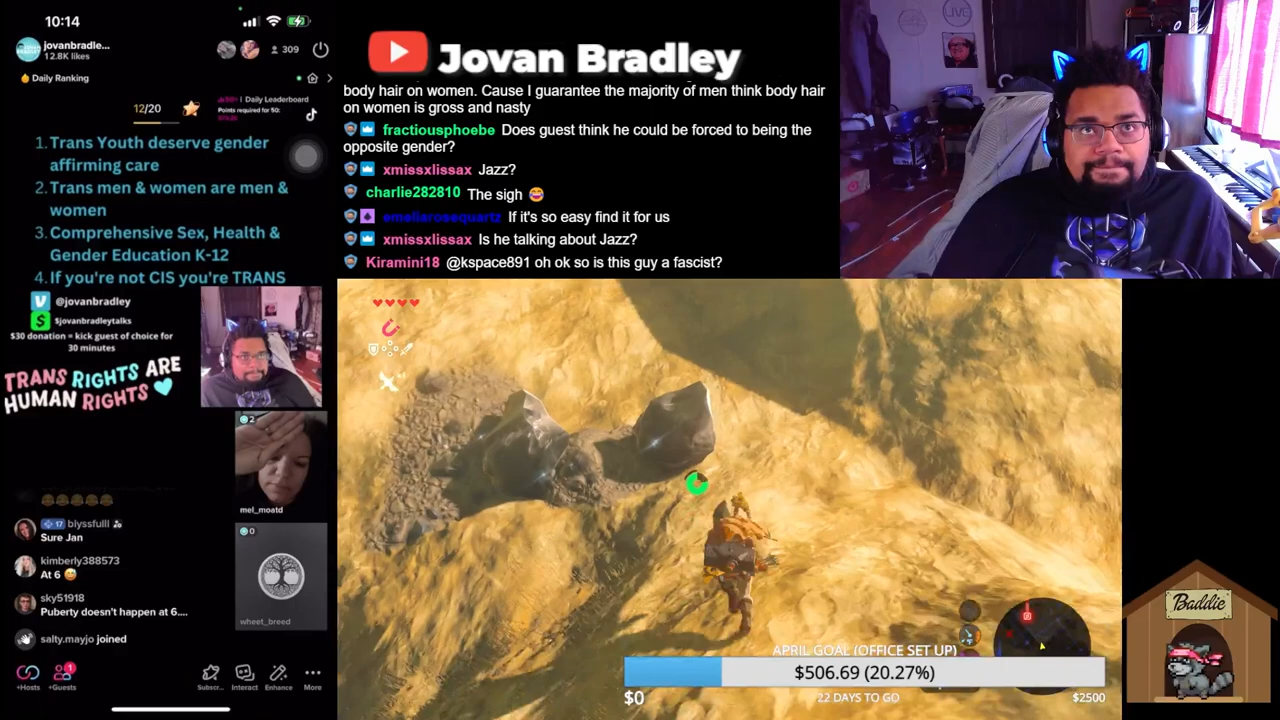 10:14
jovanbradle...
12.8K likes
309
Daily Ranking
12/20
Daily Leaderboard
Points required for 50:
1. Trans Youth deserve gender
affirming care
2. Trans men & women are men &
women
3. Comprehensive Sex, Health &
Gender Education K-12
4. If you're not CIS you're TRANS
@jovanbradley
$jovanbradleytalks
$30 donation = kick guest of choice for
30 minutes
TRANS RIGHTS ARE
HUMAN RIGHTS
2
mel_moatd
0
wheet_breed
17 blyssfulll
Sure Jan
kimberly388573
At 6
sky51918
Puberty doesn't happen at 6....
salty.mayjo joined
+Hosts
1
+Guests
Subscr...
Interact
Enhance
More
Jovan Bradley
body hair on women. Cause I guarantee the majority of men think body hair
on women is gross and nasty
fractiousphoebe Does guest think he could be forced to being the
opposite gender?
xmissxlissax Jazz?
charlie282810 The sigh
emeliarosequartz If it's so easy find it for us
xmissxlissax Is he talking about Jazz?
Kiramini18 @kspace891 oh ok so is this guy a fascist?
LIVE
APRIL GOAL (OFFICE SET UP)
$506.69 (20.27%)
$0
22 DAYS TO GO
$2500
Baddie